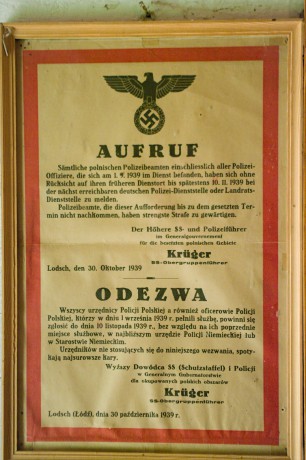 AUFRUF
Sämtliche polnischen Polizeibeamten einschliesslich aller Polizei-
Offiziere, die sich am 1. 9. 1939 im Dienst befanden, haben sich ohne
Rücksicht auf ihren früheren Dienstort bis spätestens 10. 11. 1939 bei
der nächst erreichbaren deutschen Polizei-Dienststelle oder Landrats-
Dienststelle zu melden.
Polizeibeamte, die dieser Aufforderung bis zu dem gesetzten Ter-
min nicht nachkommen, haben strengste Strafe zu gewärtigen.
Der Höhere SS- und Polizeiführer
im Generalgouvernement
für die besetzten polnischen Gebiete
Krüger
SS-Obergruppenführer
Lodsch, den 30. Oktober 1939
ODEZWA
Wszyscy urzędnicy Policji Polskiej a również oficerowie Policji
Polskiej, którzy w dniu 1 września 1939 r. pełnili służbę, powinni się
zgłosić do dnia 10 listopada 1939 r., bez względu na ich poprzednie
miejsce służbowe, w najbliższym urzędzie Policji Niemieckiej lub
w Starostwie Niemieckim.
Urzędników nie stosujących się do niniejszego wezwania, spoty-
kają najsurowsze kary.
Wyższy Dowódca SS (Schutzstaffel) i Policji
w Generalnym Gubernatorstwie
dla okupowanych polskich obszarów
Krüger
SS-Obergruppenführer
Lodsch (Łódź), dnia 30 października 1939 r.